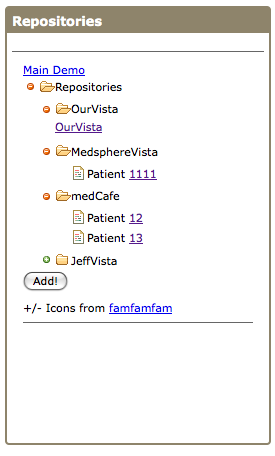 Repositories
Main Demo
Repositories
OurVista
OurVista
MedsphereVista
Patient 1111
medCafe
Patient 12
Patient 13
JeffVista
Add!
+/- Icons from famfamfam